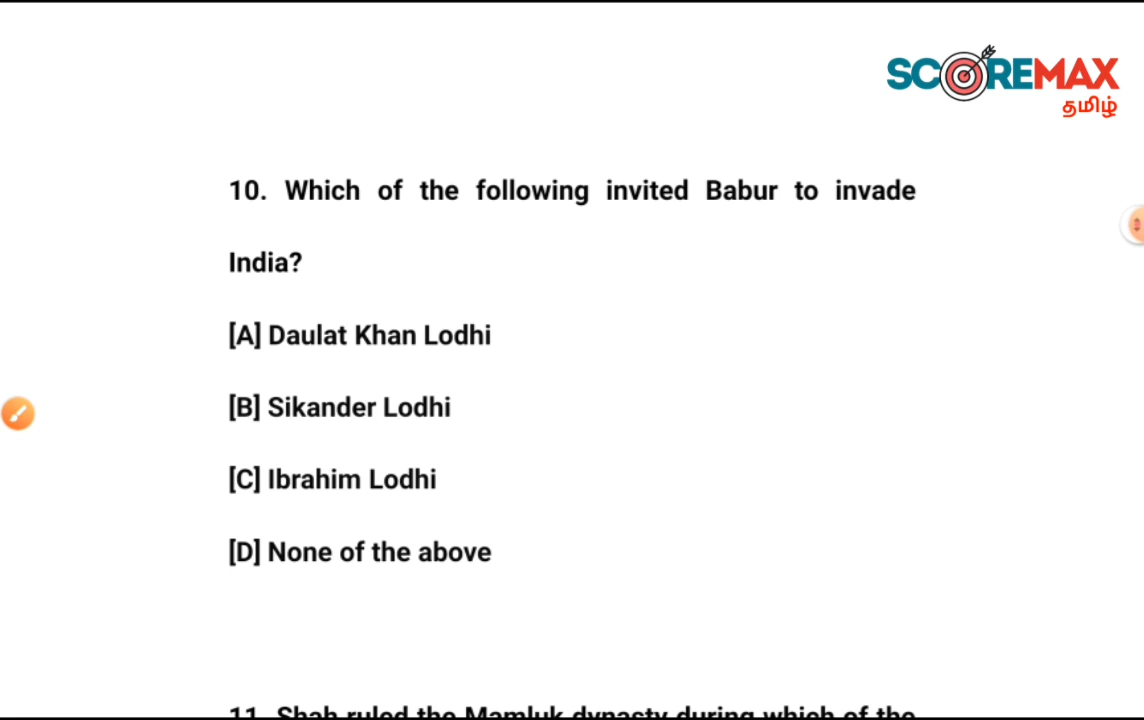 SCOREMAX
தமிழ்
10. Which of the following invited Babur to invade
India?
[A] Daulat Khan Lodhi
[B] Sikander Lodhi
[C] Ibrahim Lodhi
[D] None of the above
11. Shah ruled the Mamluk dynasty during which of the